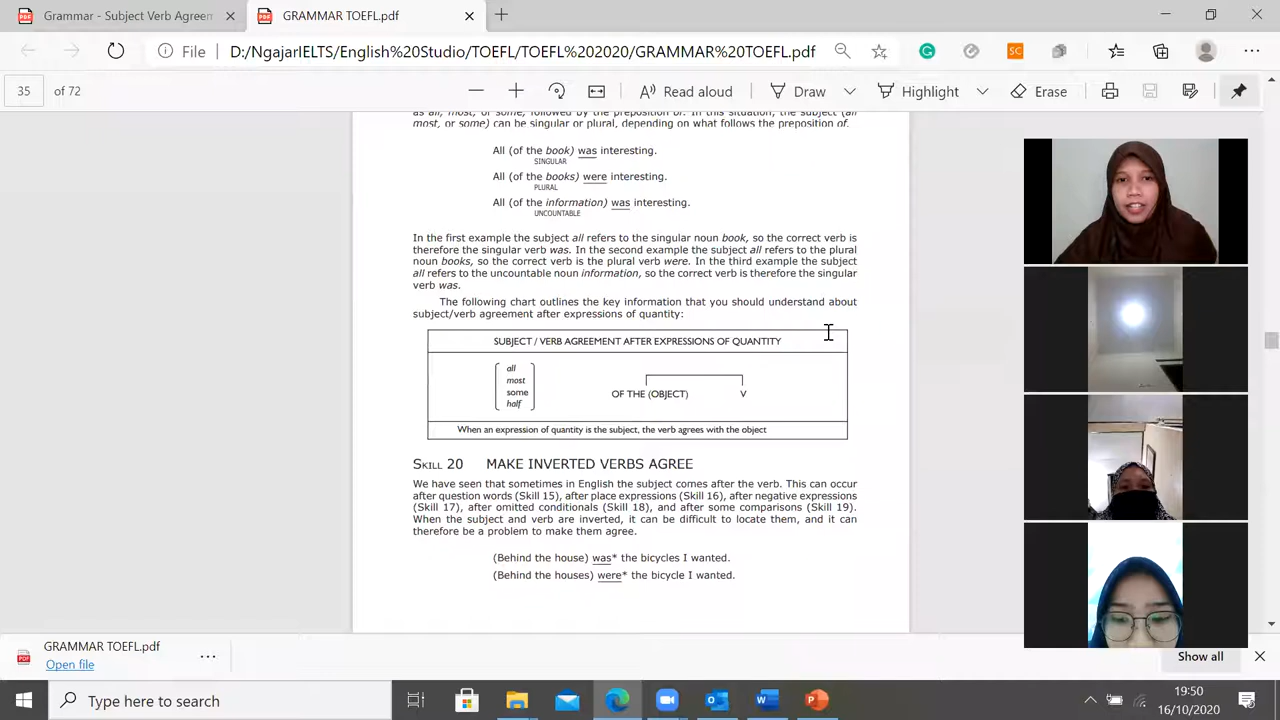 Grammar - Subject Verb Agreem
GRAMMAR TOEFL.pdf
File
D:/NgajarIELTS/English%20Studio/TOEFL/TOEFL%202020/GRAMMAR%20TOEFL.pdf
35 of 72
Read aloud
Draw
Highlight
Erase
as all, most, or some, followed by the preposition of. In this situation, the subject (all
most, or some) can be singular or plural, depending on what follows the preposition of.
All (of the book) was interesting.
SINGULAR
All (of the books) were interesting.
PLURAL
All (of the information) was interesting.
UNCOUNTABLE
In the first example the subject all refers to the singular noun book, so the correct verb is
therefore the singular verb was. In the second example the subject all refers to the plural
noun books, so the correct verb is the plural verb were. In the third example the subject
all refers to the uncountable noun information, so the correct verb is therefore the singular
verb was.
The following chart outlines the key information that you should understand about
subject/verb agreement after expressions of quantity:
SUBJECT / VERB AGREEMENT AFTER EXPRESSIONS OF QUANTITY
all
most
some
half
OF THE (OBJECT) V
When an expression of quantity is the subject, the verb agrees with the object
SKILL 20 MAKE INVERTED VERBS AGREE
We have seen that sometimes in English the subject comes after the verb. This can occur
after question words (Skill 15), after place expressions (Skill 16), after negative expressions
(Skill 17), after omitted conditionals (Skill 18), and after some comparisons (Skill 19).
When the subject and verb are inverted, it can be difficult to locate them, and it can
therefore be a problem to make them agree.
(Behind the house) was* the bicycles I wanted.
(Behind the houses) were* the bicycle I wanted.
GRAMMAR TOEFL.pdf
Open file
Show all
Type here to search
19:50
16/10/2020